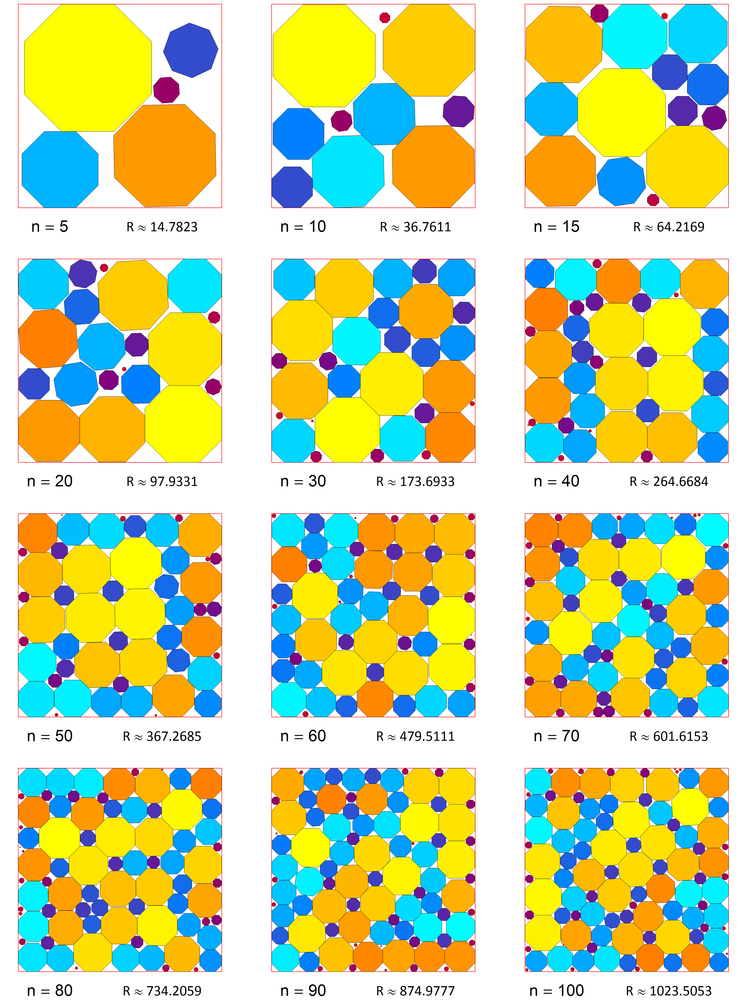 n = 5 R ≈ 14.7823
n = 10 R ≈ 36.7611
n = 15 R ≈ 64.2169
n = 20 R ≈ 97.9331
n = 30 R ≈ 173.6933
n = 40 R ≈ 264.6684
n = 50 R ≈ 367.2685
n = 60 R ≈ 479.5111
n = 70 R ≈ 601.6153
n = 80 R ≈ 734.2059
n = 90 R ≈ 874.9777
n = 100 R ≈ 1023.5053